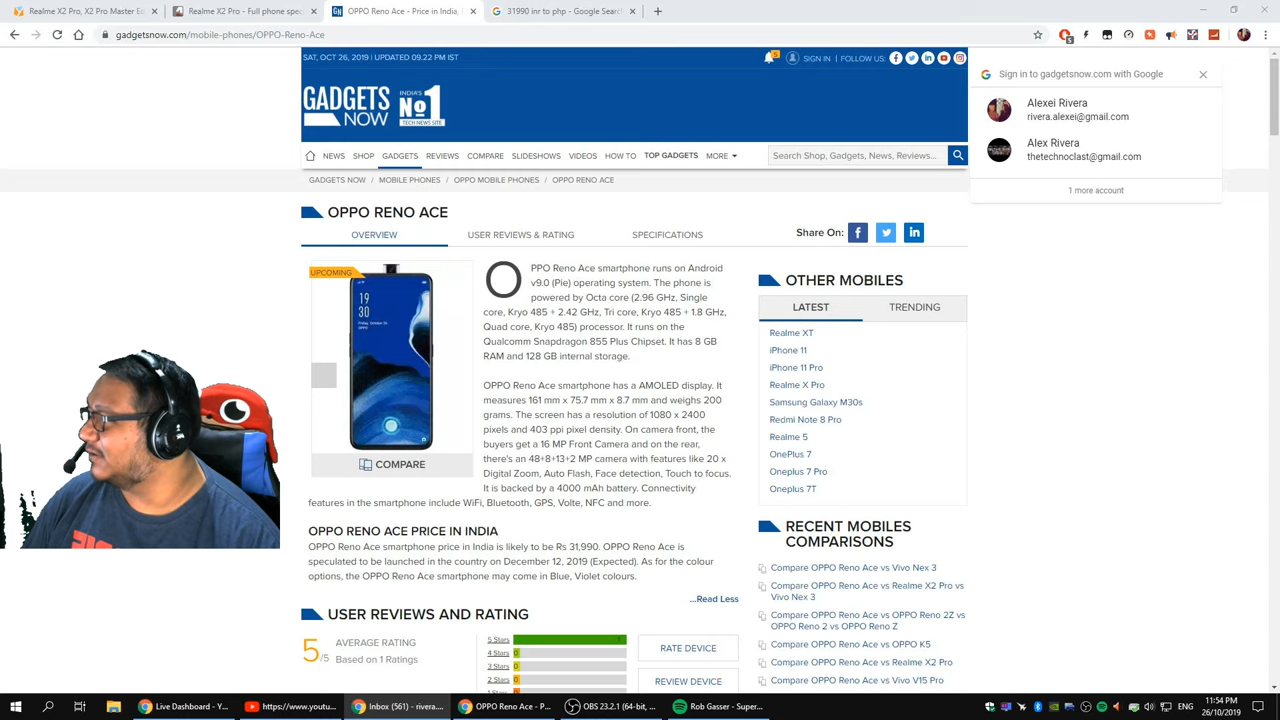 Realme X2 Pro, X2 Pro Master Ed
Realme X2 Pro - Full phone spec
OPPO Reno Ace - Price in India, F
31990 inr to php - Google Search
gadgetsnow.com/mobile-phones/OPPO-Reno-Ace
SAT, OCT 26, 2019 | UPDATED 09.22 PM IST
5
SIGN IN | FOLLOW US:
GADGETS NOW
INDIA'S No1 TECH NEWS SITE
NEWS SHOP GADGETS REVIEWS COMPARE SLIDESHOWS VIDEOS HOW TO TOP GADGETS MORE
Search Shop, Gadgets, News, Reviews...
Sign in to gadgetsnow.com with Google
Alexei Rivera
rivera.alexei@gmail.com
Alex Rivera
thetechnoclast@gmail.com
1 more account
GADGETS NOW / MOBILE PHONES / OPPO MOBILE PHONES / OPPO RENO ACE
OPPO RENO ACE
OVERVIEW USER REVIEWS & RATING SPECIFICATIONS
Share On:
UPCOMING
19
30
COMPARE
OPPO Reno Ace smartphone runs on Android
v9.0 (Pie) operating system. The phone is
powered by Octa core (2.96 GHz, Single
core, Kryo 485 + 2.42 GHz, Tri core, Kryo 485 + 1.8 GHz,
Quad core, Kryo 485) processor. It runs on the
Qualcomm Snapdragon 855 Plus Chipset. It has 8 GB
RAM and 128 GB internal storage.
OPPO Reno Ace smartphone has a AMOLED display. It
measures 161 mm x 75.7 mm x 8.7 mm and weighs 200
grams. The screen has a resolution of 1080 x 2400
pixels and 403 ppi pixel density. On camera front, the
buyers get a 16 MP Front Camera and on the rear,
there's an 48+8+13+2 MP camera with features like 20 x
Digital Zoom, Auto Flash, Face detection, Touch to focus.
It is backed by a 4000 mAh battery. Connectivity
features in the smartphone include WiFi, Bluetooth, GPS, Volte, NFC and more.
OPPO RENO ACE PRICE IN INDIA
OPPO Reno Ace smartphone price in India is likely to be Rs 31,990. OPPO Reno Ace is
speculated to be launched in the country on December 12, 2019 (Expected). As for the colour
options, the OPPO Reno Ace smartphone may come in Blue, Violet colours.
...Read Less
USER REVIEWS AND RATING
5/5
AVERAGE RATING
Based on 1 Ratings
5 Stars 1
4 Stars 0
3 Stars 0
2 Stars 0
RATE DEVICE
REVIEW DEVICE
OTHER MOBILES
LATEST TRENDING
Realme XT
iPhone 11
iPhone 11 Pro
Realme X Pro
Samsung Galaxy M30s
Redmi Note 8 Pro
Realme 5
OnePlus 7
Oneplus 7 Pro
Oneplus 7T
RECENT MOBILES
COMPARISONS
Compare OPPO Reno Ace vs Vivo Nex 3
Compare OPPO Reno Ace vs Realme X2 Pro vs
Vivo Nex 3
Compare OPPO Reno Ace vs OPPO Reno 2Z vs
OPPO Reno 2 vs OPPO Reno Z
Compare OPPO Reno Ace vs OPPO K5
Compare OPPO Reno Ace vs Realme X2 Pro
Compare OPPO Reno Ace vs Vivo V15 Pro
Live Dashboard - Y...
https://www.youtu...
Inbox (561) - rivera....
OPPO Reno Ace - P...
OBS 23.2.1 (64-bit, ...
Rob Gasser - Super...
ENG
11:54 PM
26/10/2019